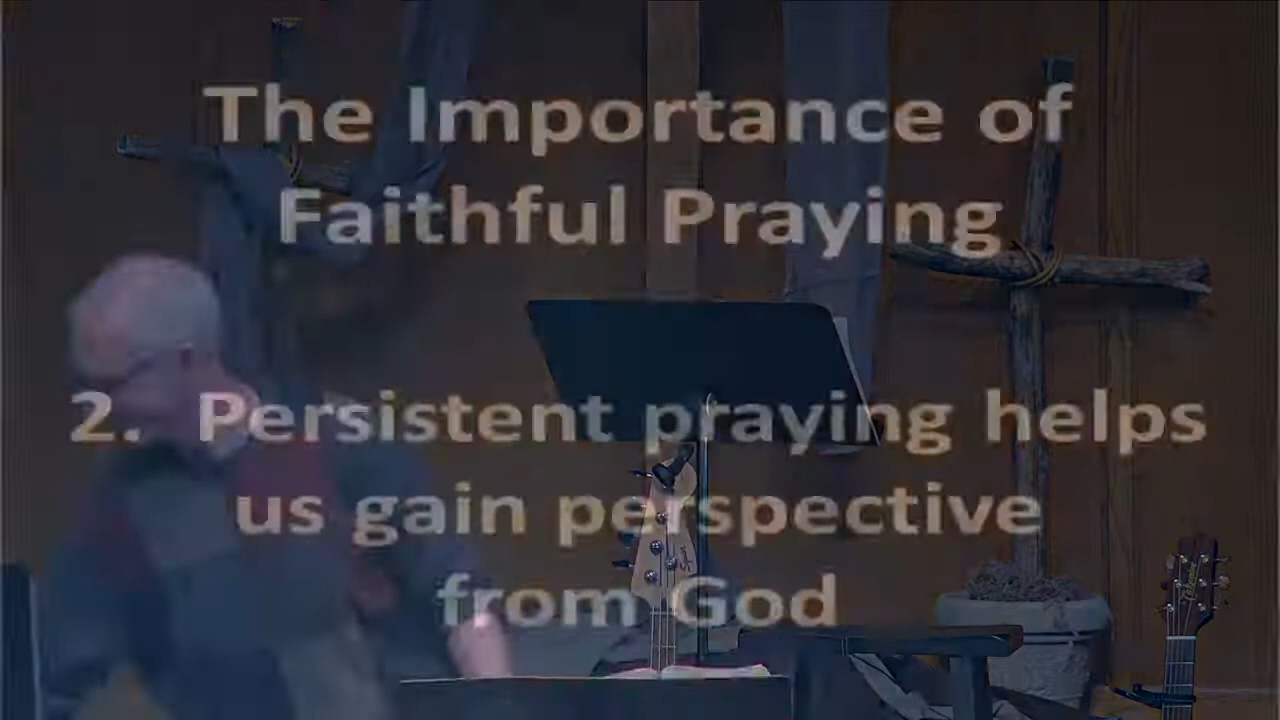 The Importance of
Faithful Praying
2. Persistent praying helps
us gain perspective
from God